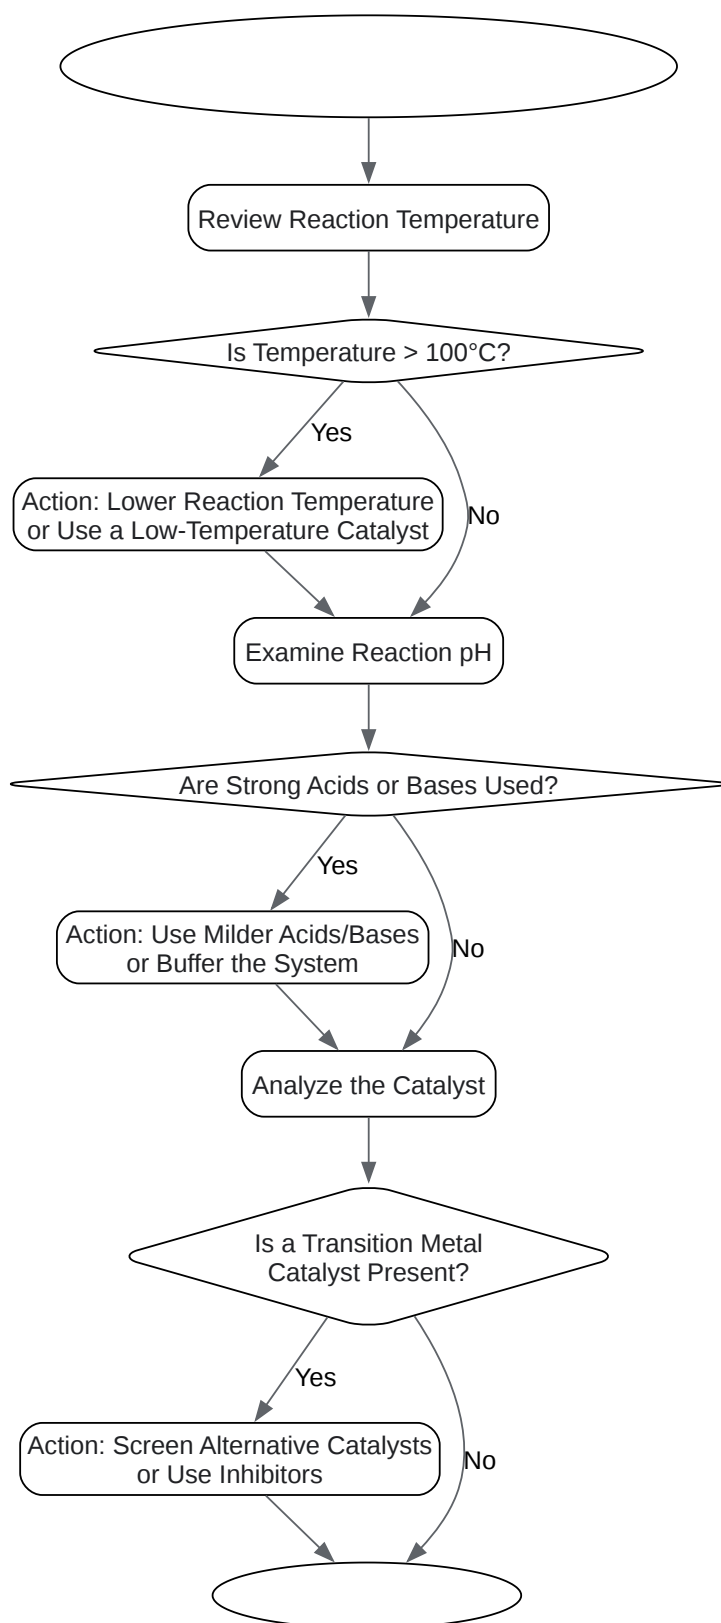 Review Reaction Temperature
Is Temperature > 100°C?
Yes
Action: Lower Reaction Temperature
or Use a Low-Temperature Catalyst
No
Examine Reaction pH
Are Strong Acids or Bases Used?
Yes
Action: Use Milder Acids/Bases
or Buffer the System
No
Analyze the Catalyst
Is a Transition Metal
Catalyst Present?
Yes
Action: Screen Alternative Catalysts
or Use Inhibitors
No